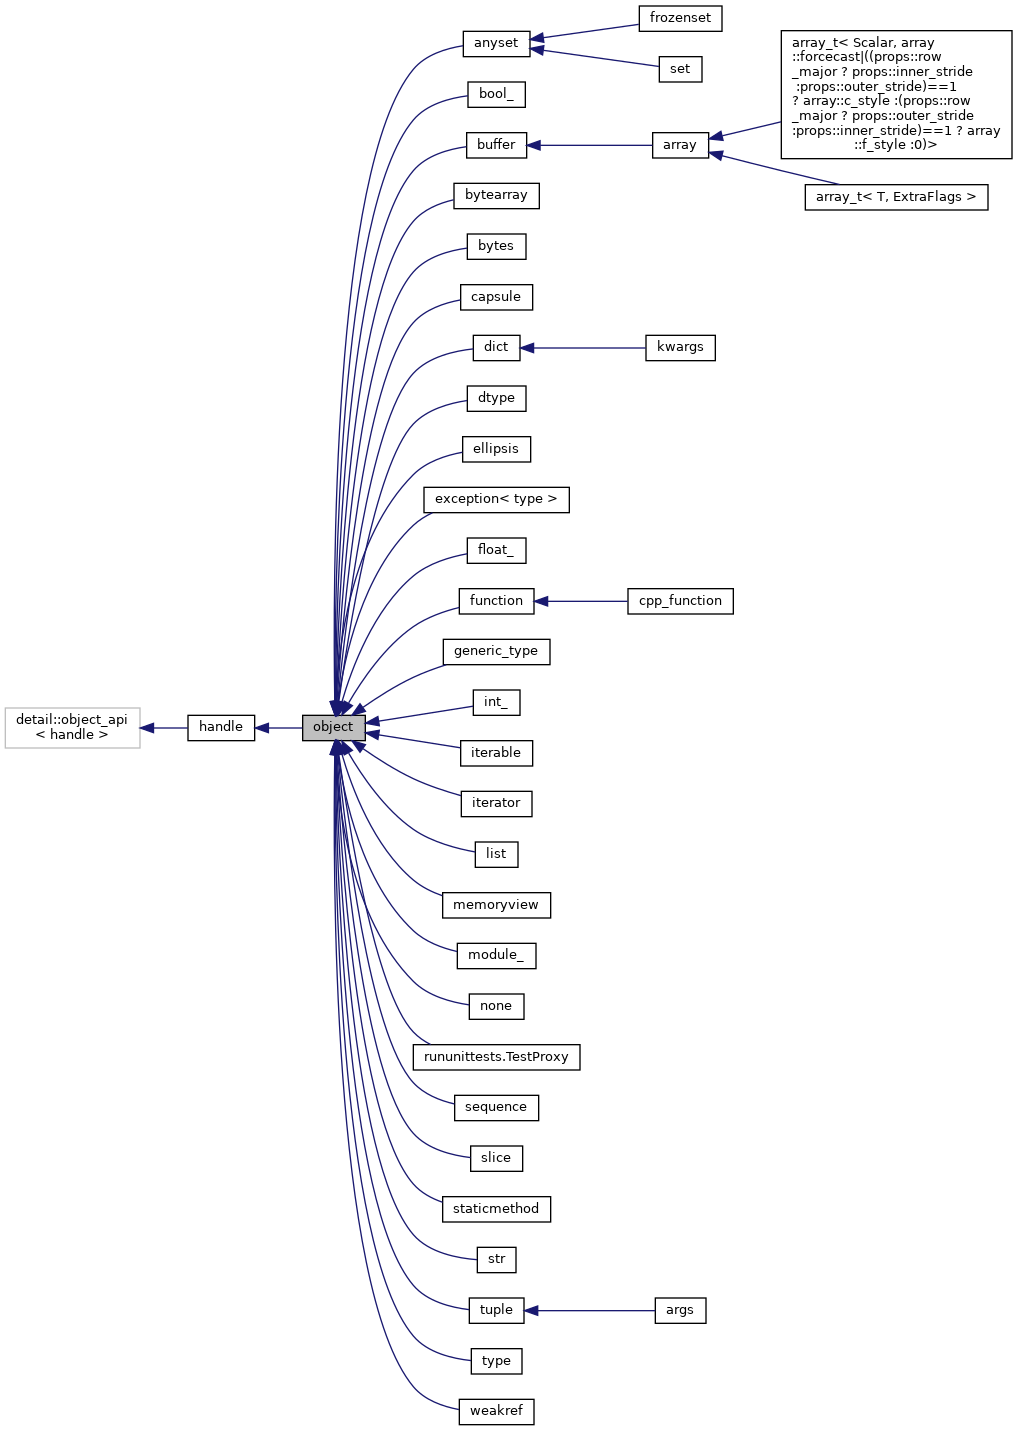 frozenset
anyset
set
array_t< Scalar, array
::forcecast|((props::row
_major ? props::inner_stride
:props::outer_stride)==1
? array::c_style :(props::row
_major ? props::outer_stride
:props::inner_stride)==1 ? array
::f_style :0)>
bool_
buffer
array
array_t< T, ExtraFlags >
bytearray
bytes
capsule
dict
kwargs
dtype
ellipsis
exception< type >
float_
function
cpp_function
generic_type
int_
detail::object_api
< handle >
handle
object
iterable
iterator
list
memoryview
module_
none
rununittests.TestProxy
sequence
slice
staticmethod
str
tuple
args
type
weakref